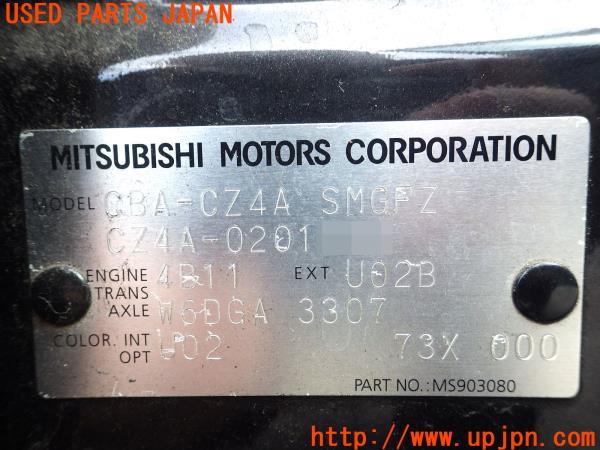 USED PARTS JAPAN
MITSUBISHI MOTORS CORPORATION
MODEL CBA-CZ4A SMGFZ
CZ4A-0201
ENGINE 4B11 EXT U02B
TRANS
AXLE W6DGA 3307
COLOR. INT U02
OPT 73X 000
PART NO.:MS903080
http://www.upjpn.com/